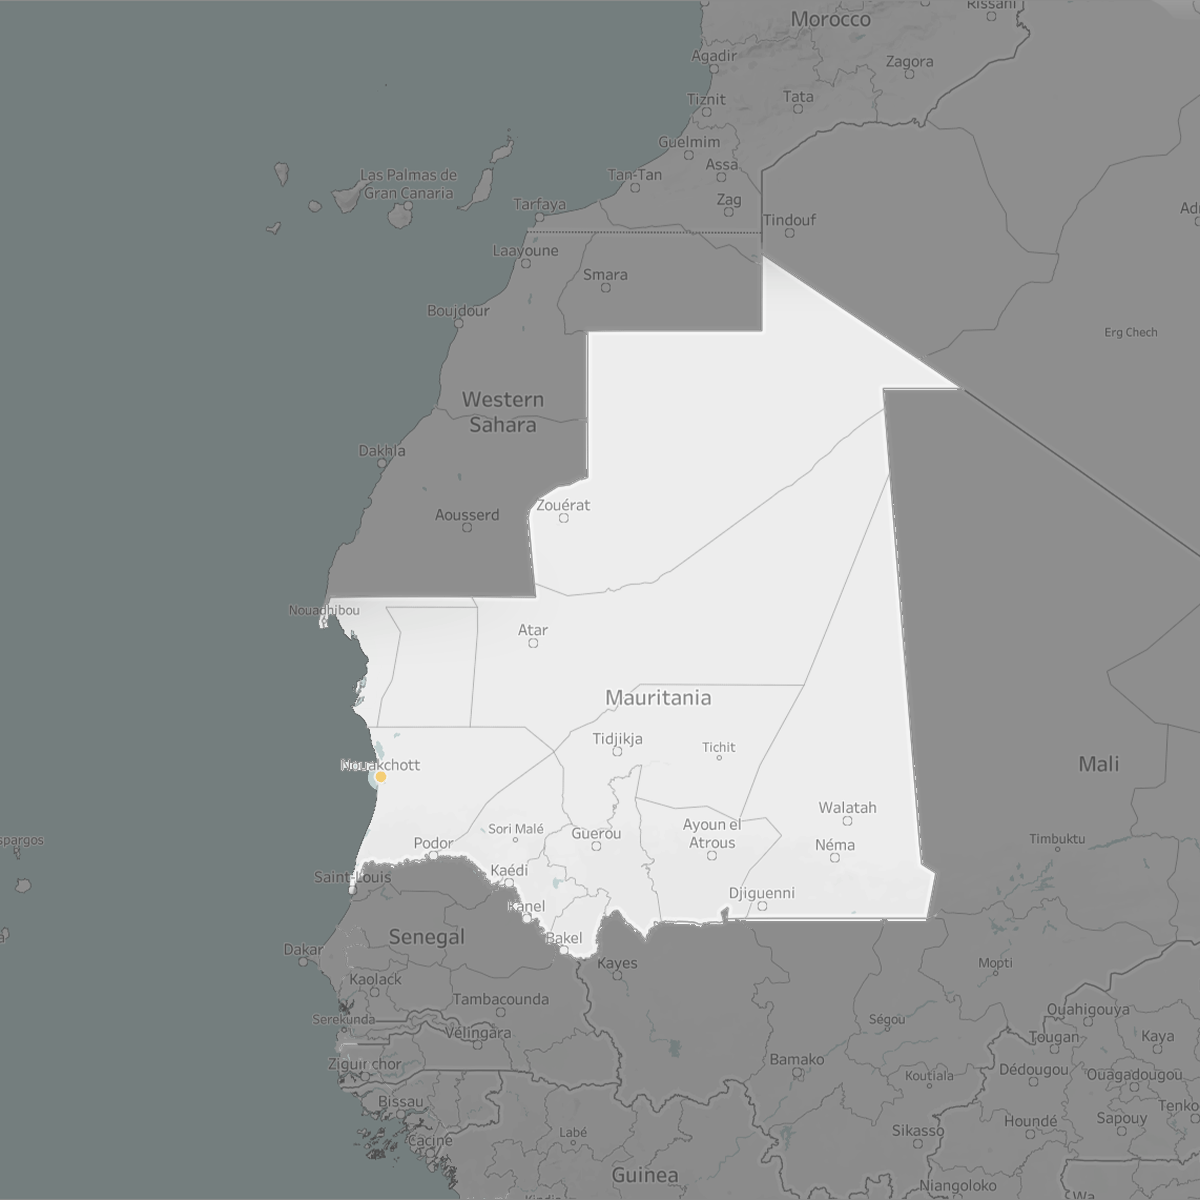 Morocco
Rissani
Agadir
Zagora
Tiznit
Tata
Guelmim
Assa
Tan-Tan
Las Palmas de
Gran Canaria
Zag
Tarfaya
Tindouf
Laayoune
Smara
Boujdour
Erg Chech
Western
Sahara
Dakhla
Zouérat
Aousserd
Nouadhibou
Atar
Mauritania
Tidjikja
Tichit
Nouakchott
Mali
Walatah
Ayoun el
Atrous
Sori Malé
Guerou
Podor
Néma
Timbuktu
Kaédi
Saint-Louis
Djiguenni
Kanel
Senegal
Bakel
Dakar
Kayes
Mopti
Kaolack
Tambacounda
Ouahigouya
Serekunda
Ségou
Vélingara
Tougan
Kaya
Ziguinchor
Bamako
Dédougou
Koutiala
Ouagadougou
Bissau
Tenko
Houndé
Sapouy
Labé
Sikasso
Cacine
Guinea
Niangoloko